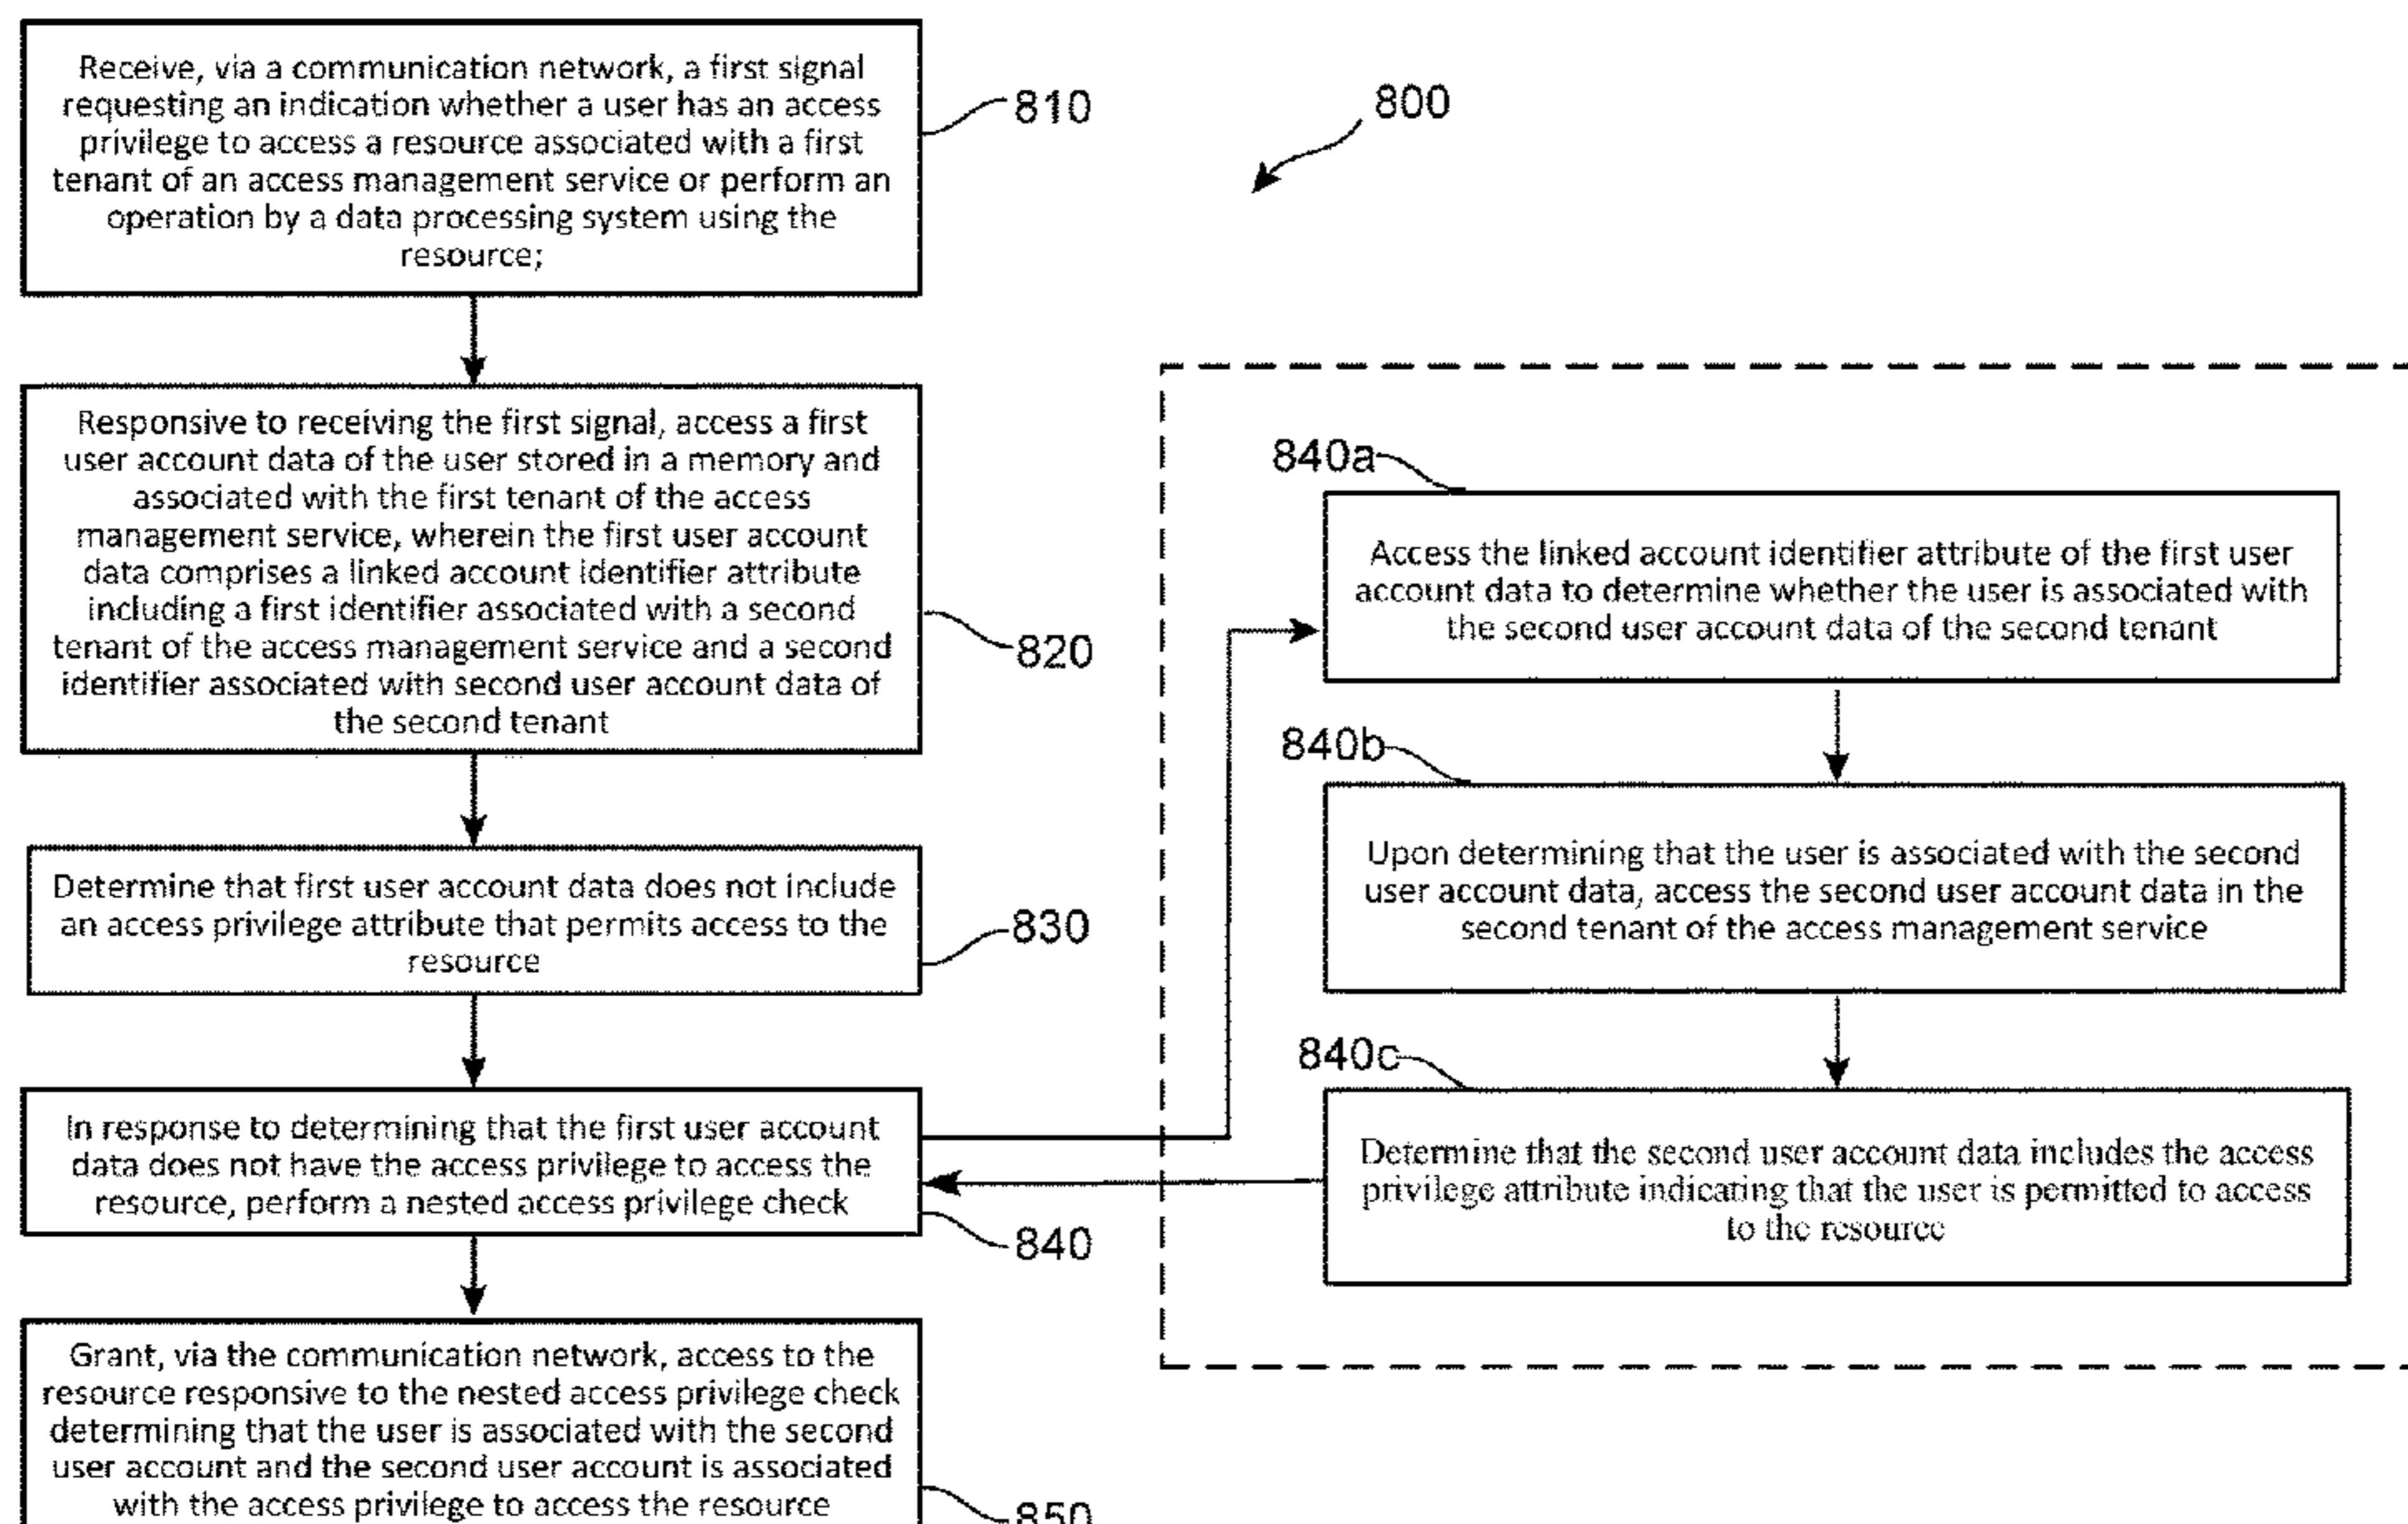 Receive, via a communication network, a first signal
requesting an indication whether a user has an access
privilege to access a resource associated with a first
tenant of an access management service or perform an
operation by a data processing system using the
resource;
810
800
Responsive to receiving the first signal, access a first
user account data of the user stored in a memory and
associated with the first tenant of the access
management service, wherein the first user account
data comprises a linked account identifier attribute
including a first identifier associated with a second
tenant of the access management service and a second
identifier associated with second user account data of
the second tenant
820
Determine that first user account data does not include
an access privilege attribute that permits access to the
resource
830
In response to determining that the first user account
data does not have the access privilege to access the
resource, perform a nested access privilege check
840
Grant, via the communication network, access to the
resource responsive to the nested access privilege check
determining that the user is associated with the second
user account and the second user account is associated
with the access privilege to access the resource
850
840a
Access the linked account identifier attribute of the first user
account data to determine whether the user is associated with
the second user account data of the second tenant
840b
Upon determining that the user is associated with the second
user account data, access the second user account data in the
second tenant of the access management service
840c
Determine that the second user account data includes the access
privilege attribute indicating that the user is permitted to access
to the resource